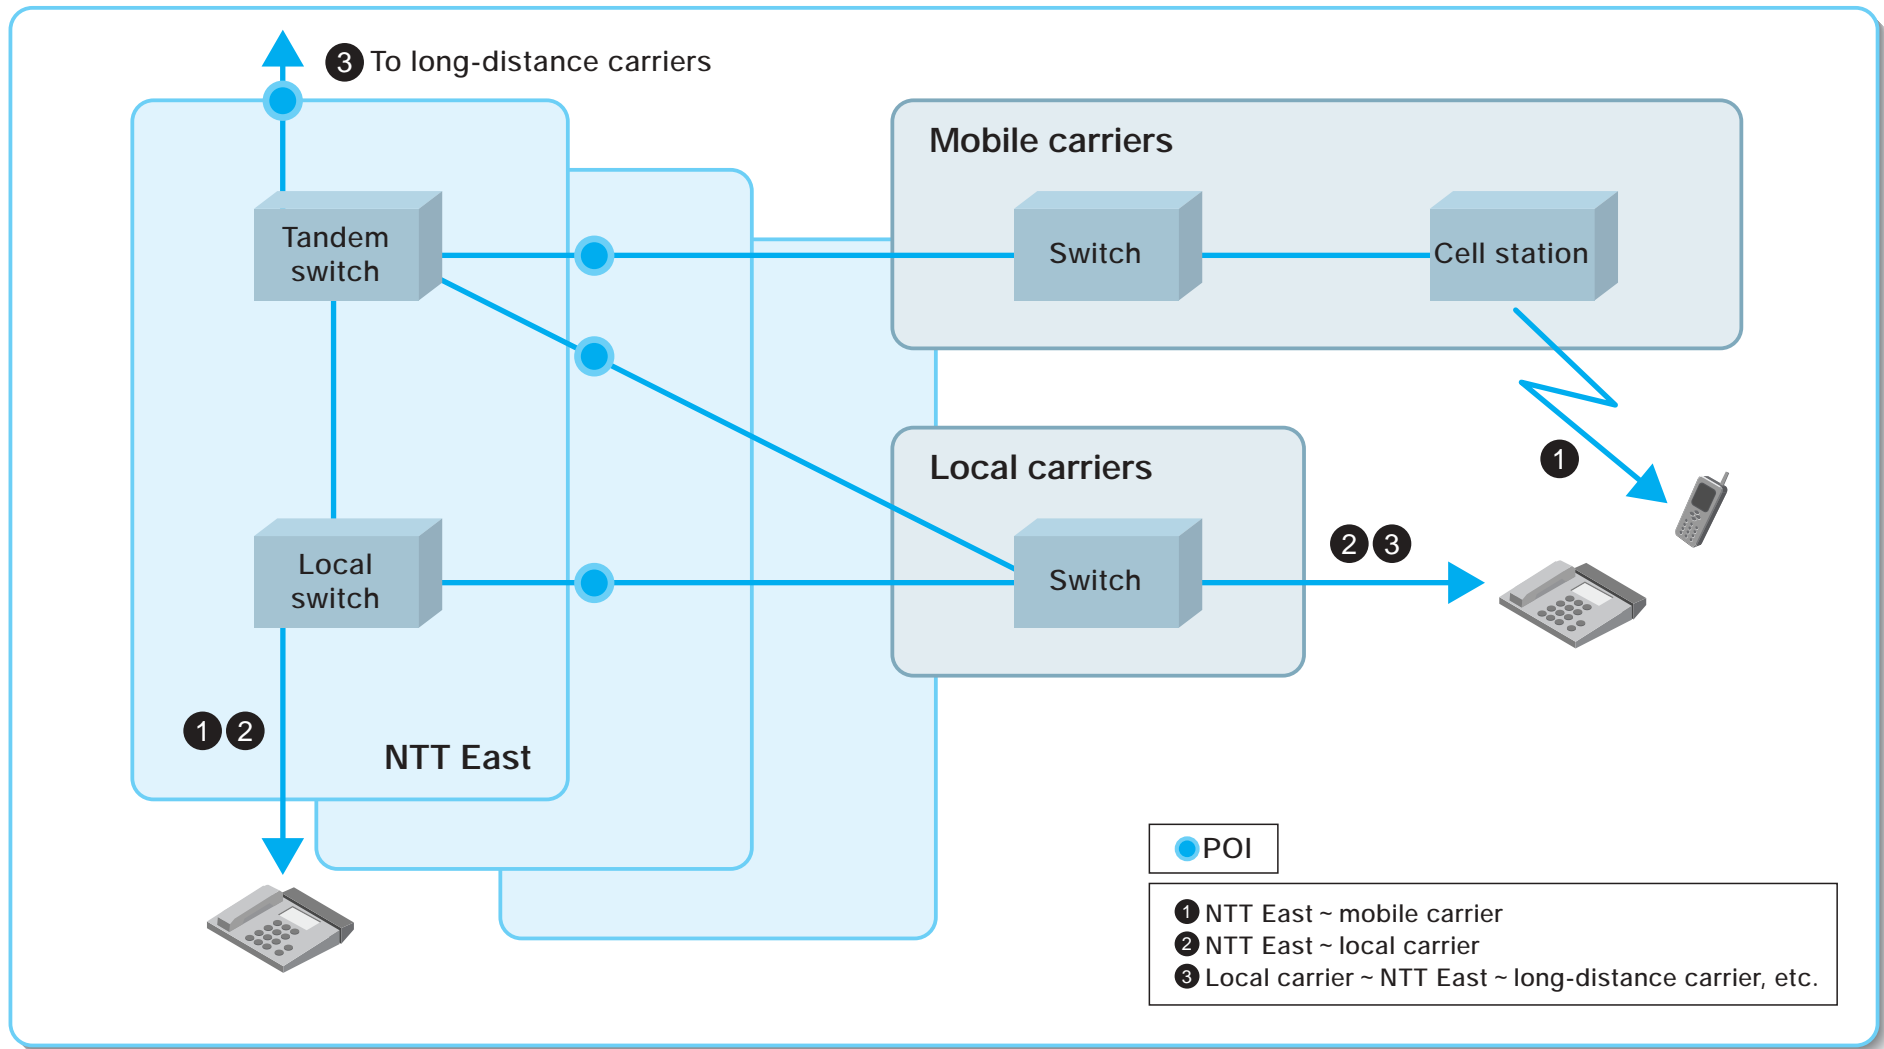 3 To long-distance carriers
Mobile carriers
Tandem
switch
Switch
Cell station
1
Local carriers
2 3
Local
switch
Switch
1 2
NTT East
POI
1 NTT East ~ mobile carrier
2 NTT East ~ local carrier
3 Local carrier ~ NTT East ~ long-distance carrier, etc.